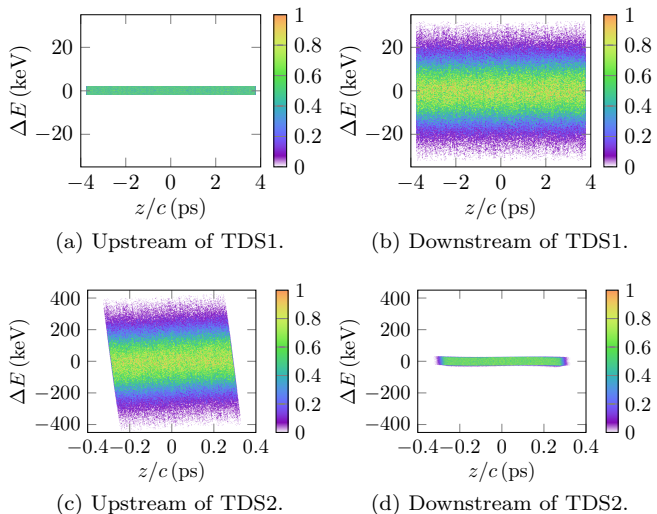 20
0
−20
−4 −2 0 2 4
z/c (ps)
ΔE (keV)
1
0.8
0.6
0.4
0.2
0
(a) Upstream of TDS1.
20
0
−20
−4 −2 0 2 4
z/c (ps)
ΔE (keV)
1
0.8
0.6
0.4
0.2
0
(b) Downstream of TDS1.
400
200
0
−200
−400
−0.4 −0.2 0 0.2 0.4
z/c (ps)
ΔE (keV)
1
0.8
0.6
0.4
0.2
0
(c) Upstream of TDS2.
400
200
0
−200
−400
−0.4 −0.2 0 0.2 0.4
z/c (ps)
ΔE (keV)
1
0.8
0.6
0.4
0.2
0
(d) Downstream of TDS2.